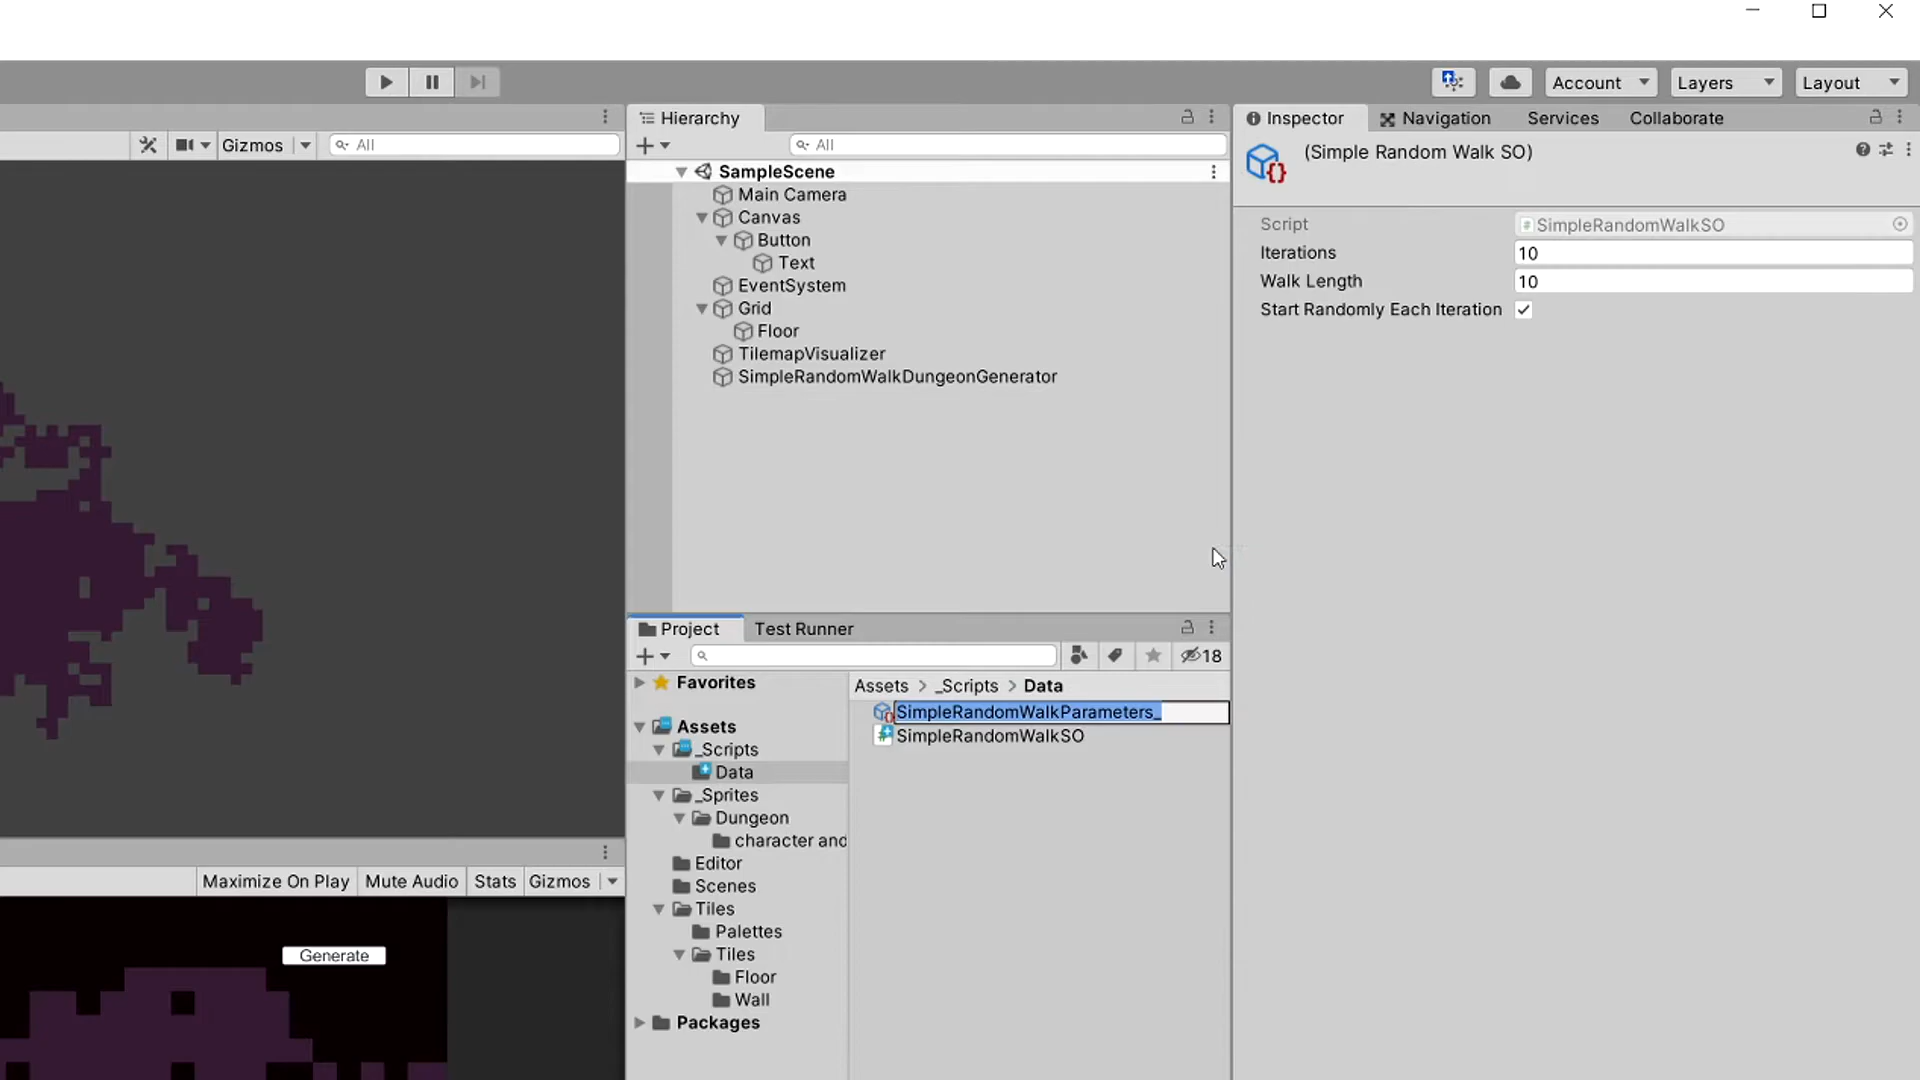 Account
Layers
Layout
Gizmos
All
Hierarchy
All
SampleScene
Main Camera
Canvas
Button
Text
EventSystem
Grid
Floor
TilemapVisualizer
SimpleRandomWalkDungeonGenerator
Inspector
Navigation
Services
Collaborate
(Simple Random Walk SO)
Script
SimpleRandomWalkSO
Iterations
10
Walk Length
10
Start Randomly Each Iteration
Project
Test Runner
18
Favorites
Assets
_Scripts
Data
_Sprites
Dungeon
character and
Editor
Scenes
Tiles
Palettes
Tiles
Floor
Wall
Packages
Assets > _Scripts > Data
SimpleRandomWalkParameters_
SimpleRandomWalkSO
Maximize On Play
Mute Audio
Stats
Gizmos
Generate